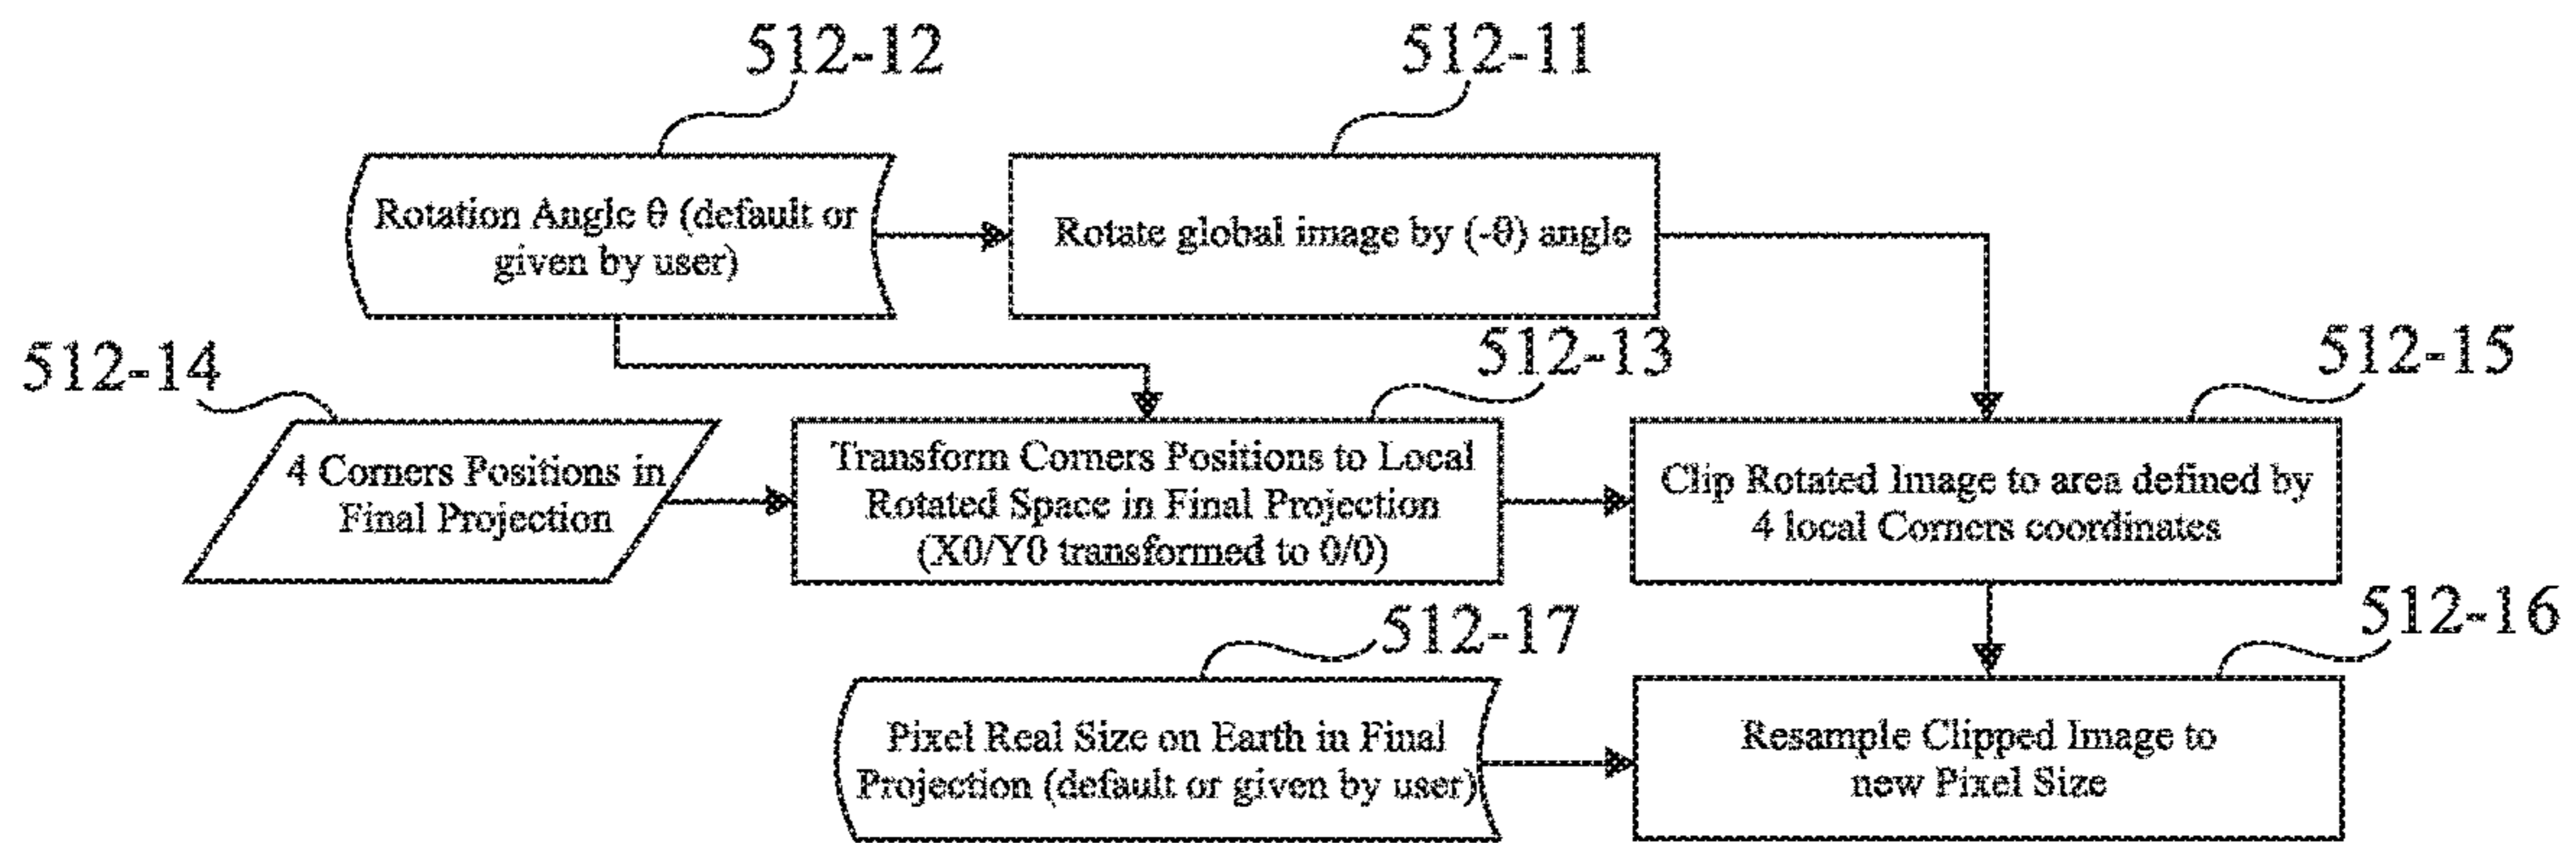 512-12
512-11
Rotation Angle θ (default or
given by user)
Rotate global image by (-θ) angle
512-14
512-13
512-15
4 Corners Positions in
Final Projection
Transform Corners Positions to Local
Rotated Space in Final Projection
(X0/Y0 transformed to 0/0)
Clip Rotated Image to area defined by
4 local Corners coordinates
512-17
512-16
Pixel Real Size on Earth in Final
Projection (default or given by user)
Resample Clipped Image to
new Pixel Size